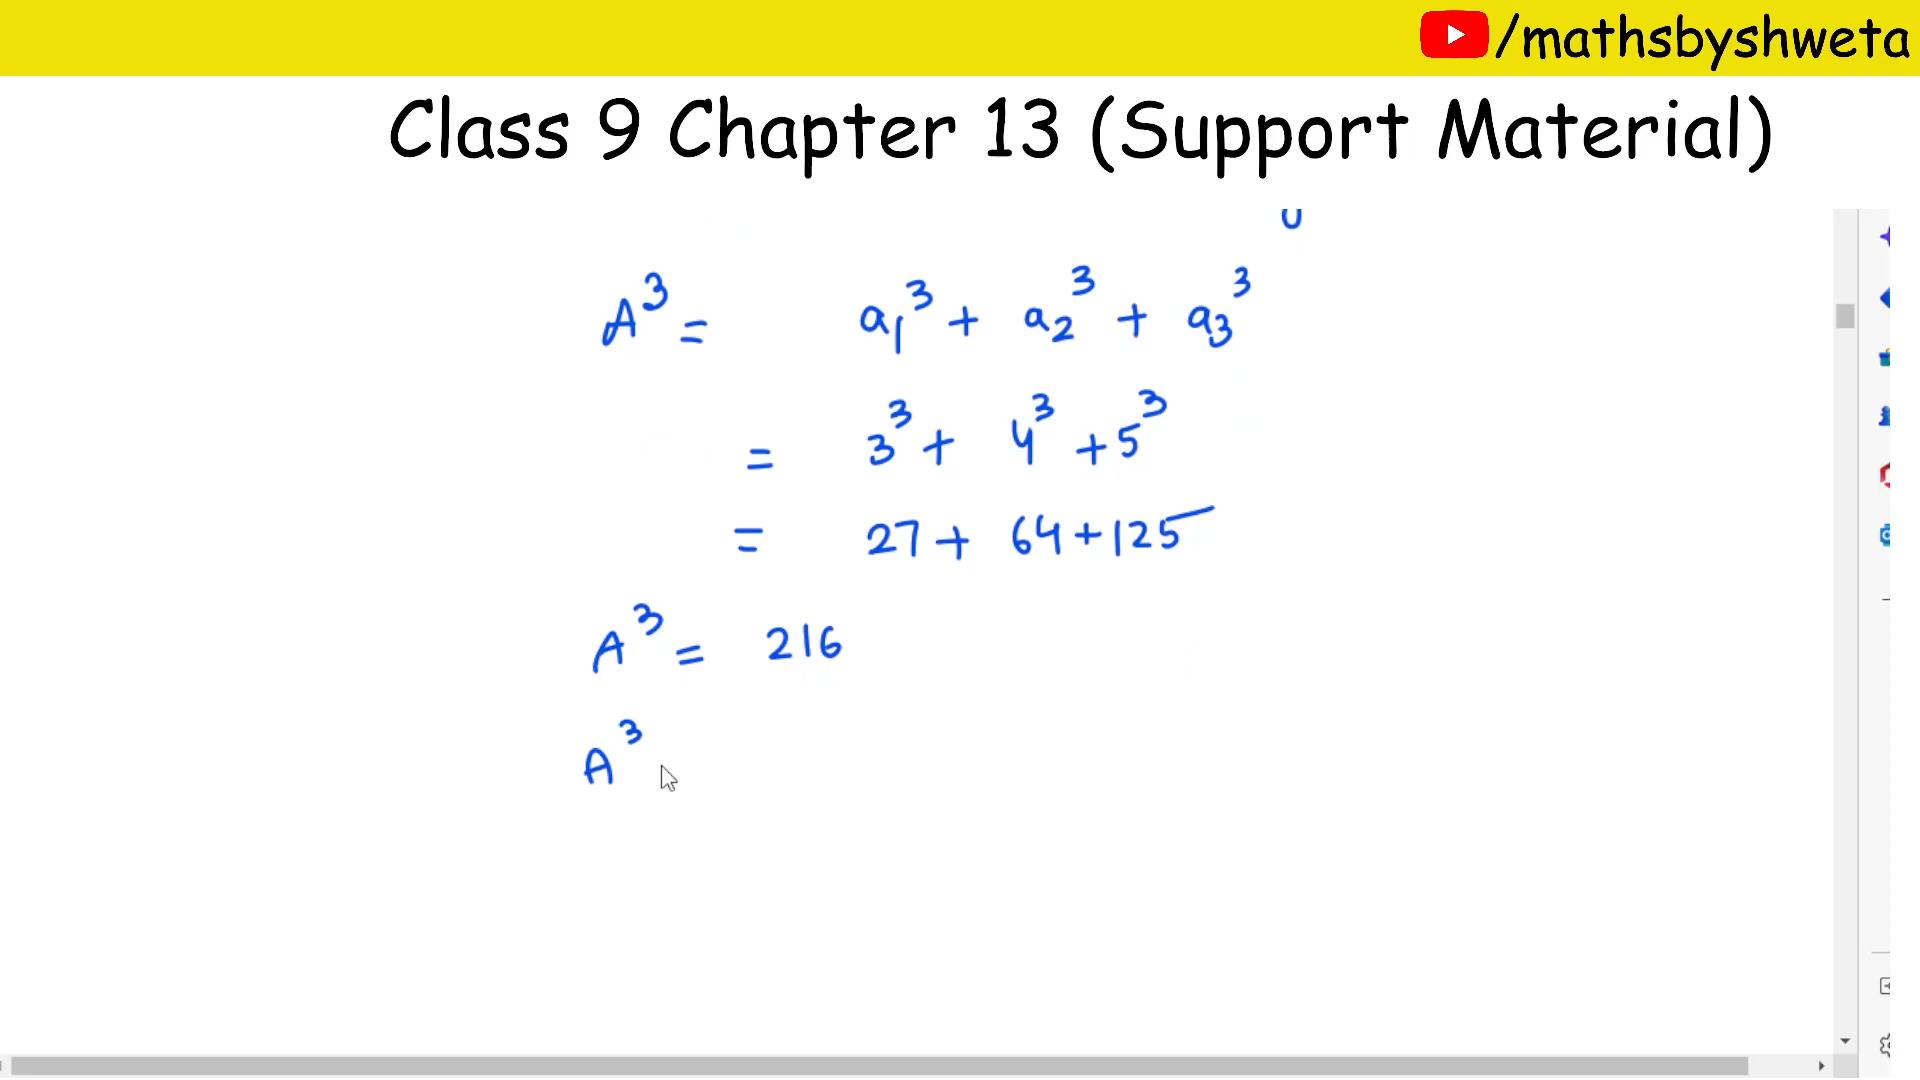 /mathsbyshweta
Class 9 Chapter 13 (Support Material)
A³ = a₁³ + a₂³ + a₃³
= 3³ + 4³ + 5³
= 27 + 64 + 125
A³ = 216
A³